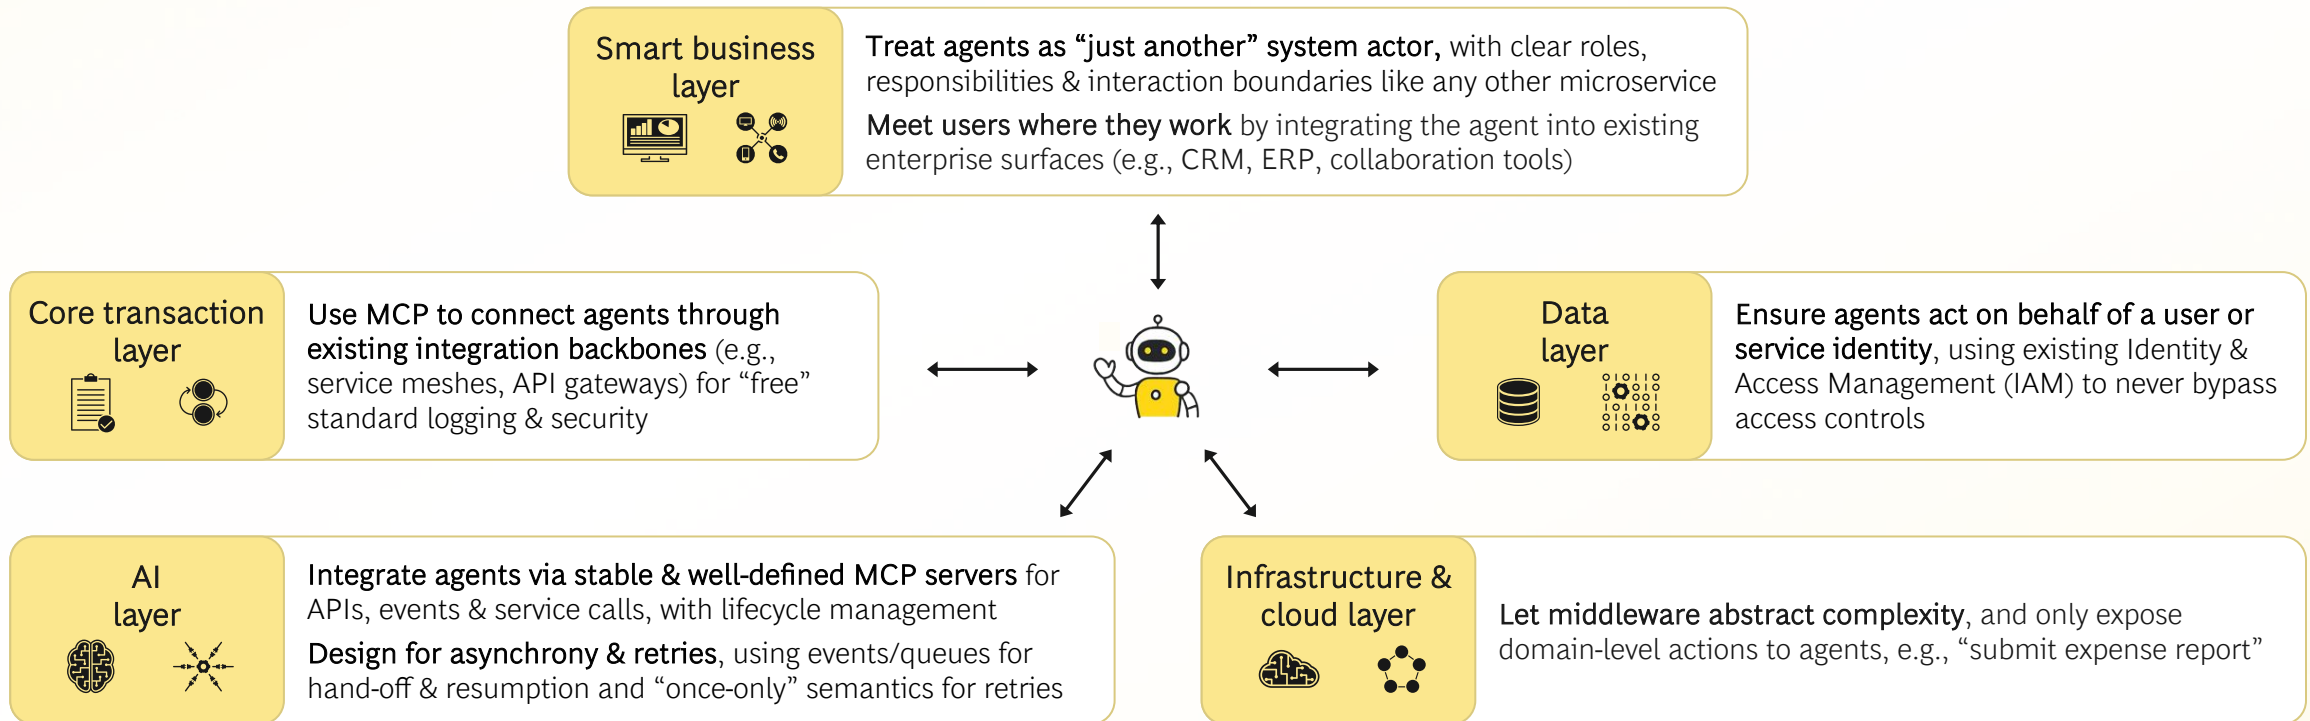 Smart business
layer
Treat agents as “just another” system actor, with clear roles,
responsibilities & interaction boundaries like any other microservice
Meet users where they work by integrating the agent into existing
enterprise surfaces (e.g., CRM, ERP, collaboration tools)
Core transaction
layer
Use MCP to connect agents through
existing integration backbones (e.g.,
service meshes, API gateways) for “free”
standard logging & security
Data
layer
Ensure agents act on behalf of a user or
service identity, using existing Identity &
Access Management (IAM) to never bypass
access controls
AI
layer
Integrate agents via stable & well-defined MCP servers for
APIs, events & service calls, with lifecycle management
Design for asynchrony & retries, using events/queues for
hand-off & resumption and “once-only” semantics for retries
Infrastructure &
cloud layer
Let middleware abstract complexity, and only expose
domain-level actions to agents, e.g., “submit expense report”